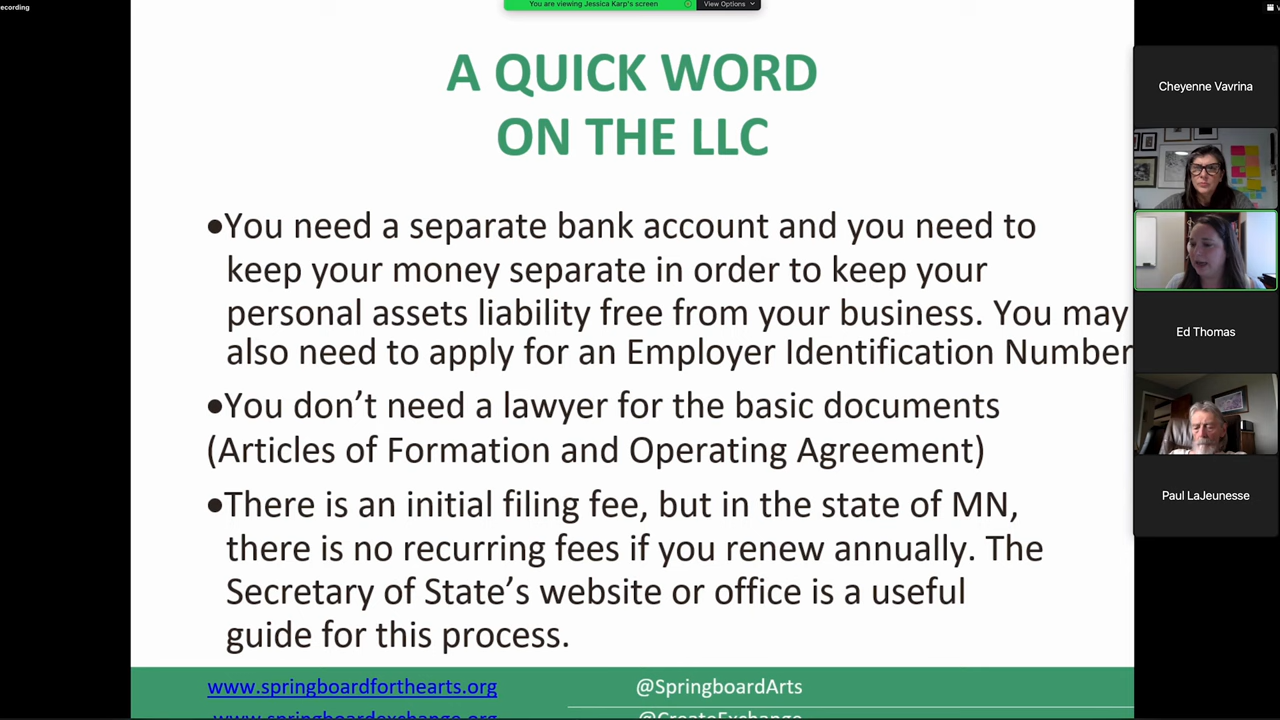 ecording
You are viewing Jessica Karp's screen
View Options
A QUICK WORD
ON THE LLC
•You need a separate bank account and you need to
keep your money separate in order to keep your
personal assets liability free from your business. You may
also need to apply for an Employer Identification Number
•You don't need a lawyer for the basic documents
(Articles of Formation and Operating Agreement)
•There is an initial filing fee, but in the state of MN,
there is no recurring fees if you renew annually. The
Secretary of State's website or office is a useful
guide for this process.
www.springboardforthearts.org
@SpringboardArts
www.springboardexchange.org
@CreateExchange
Cheyenne Vavrina
Ed Thomas
Paul LaJeunesse